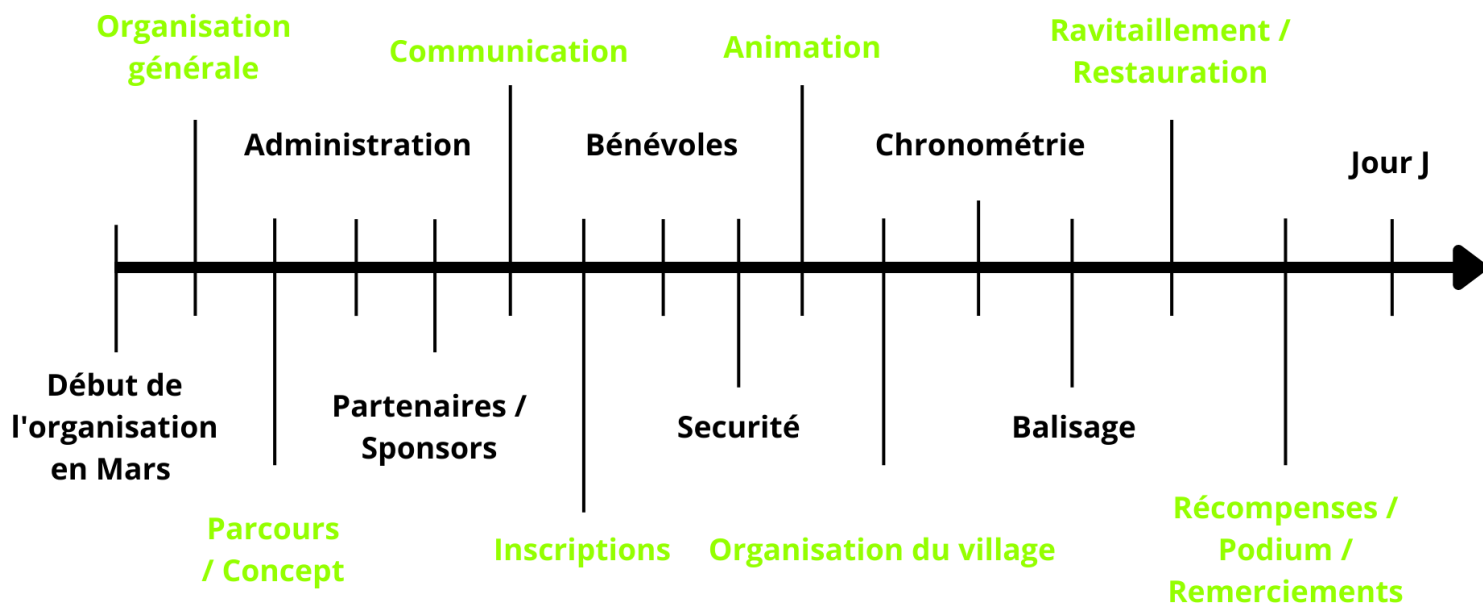 Organisation
générale
Communication
Animation
Ravitaillement /
Restauration
Administration
Bénévoles
Chronométrie
Jour J
Début de
l'organisation
en Mars
Partenaires /
Sponsors
Securité
Balisage
Parcours
/ Concept
Inscriptions
Organisation du village
Récompenses /
Podium /
Remerciements